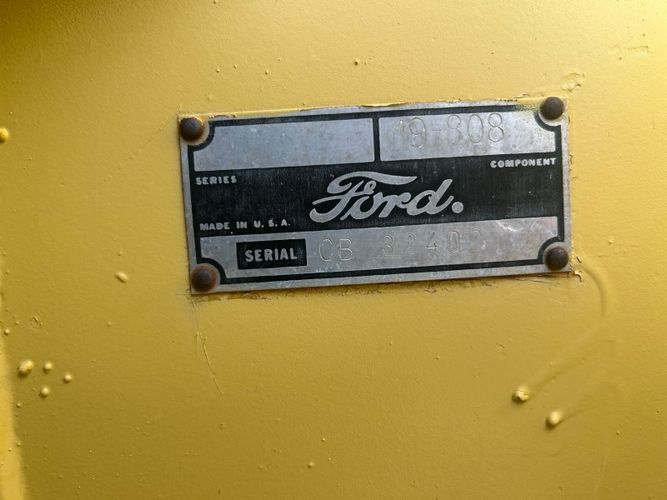 19-808
SERIES
COMPONENT
Ford.
MADE IN U. S. A.
SERIAL CB